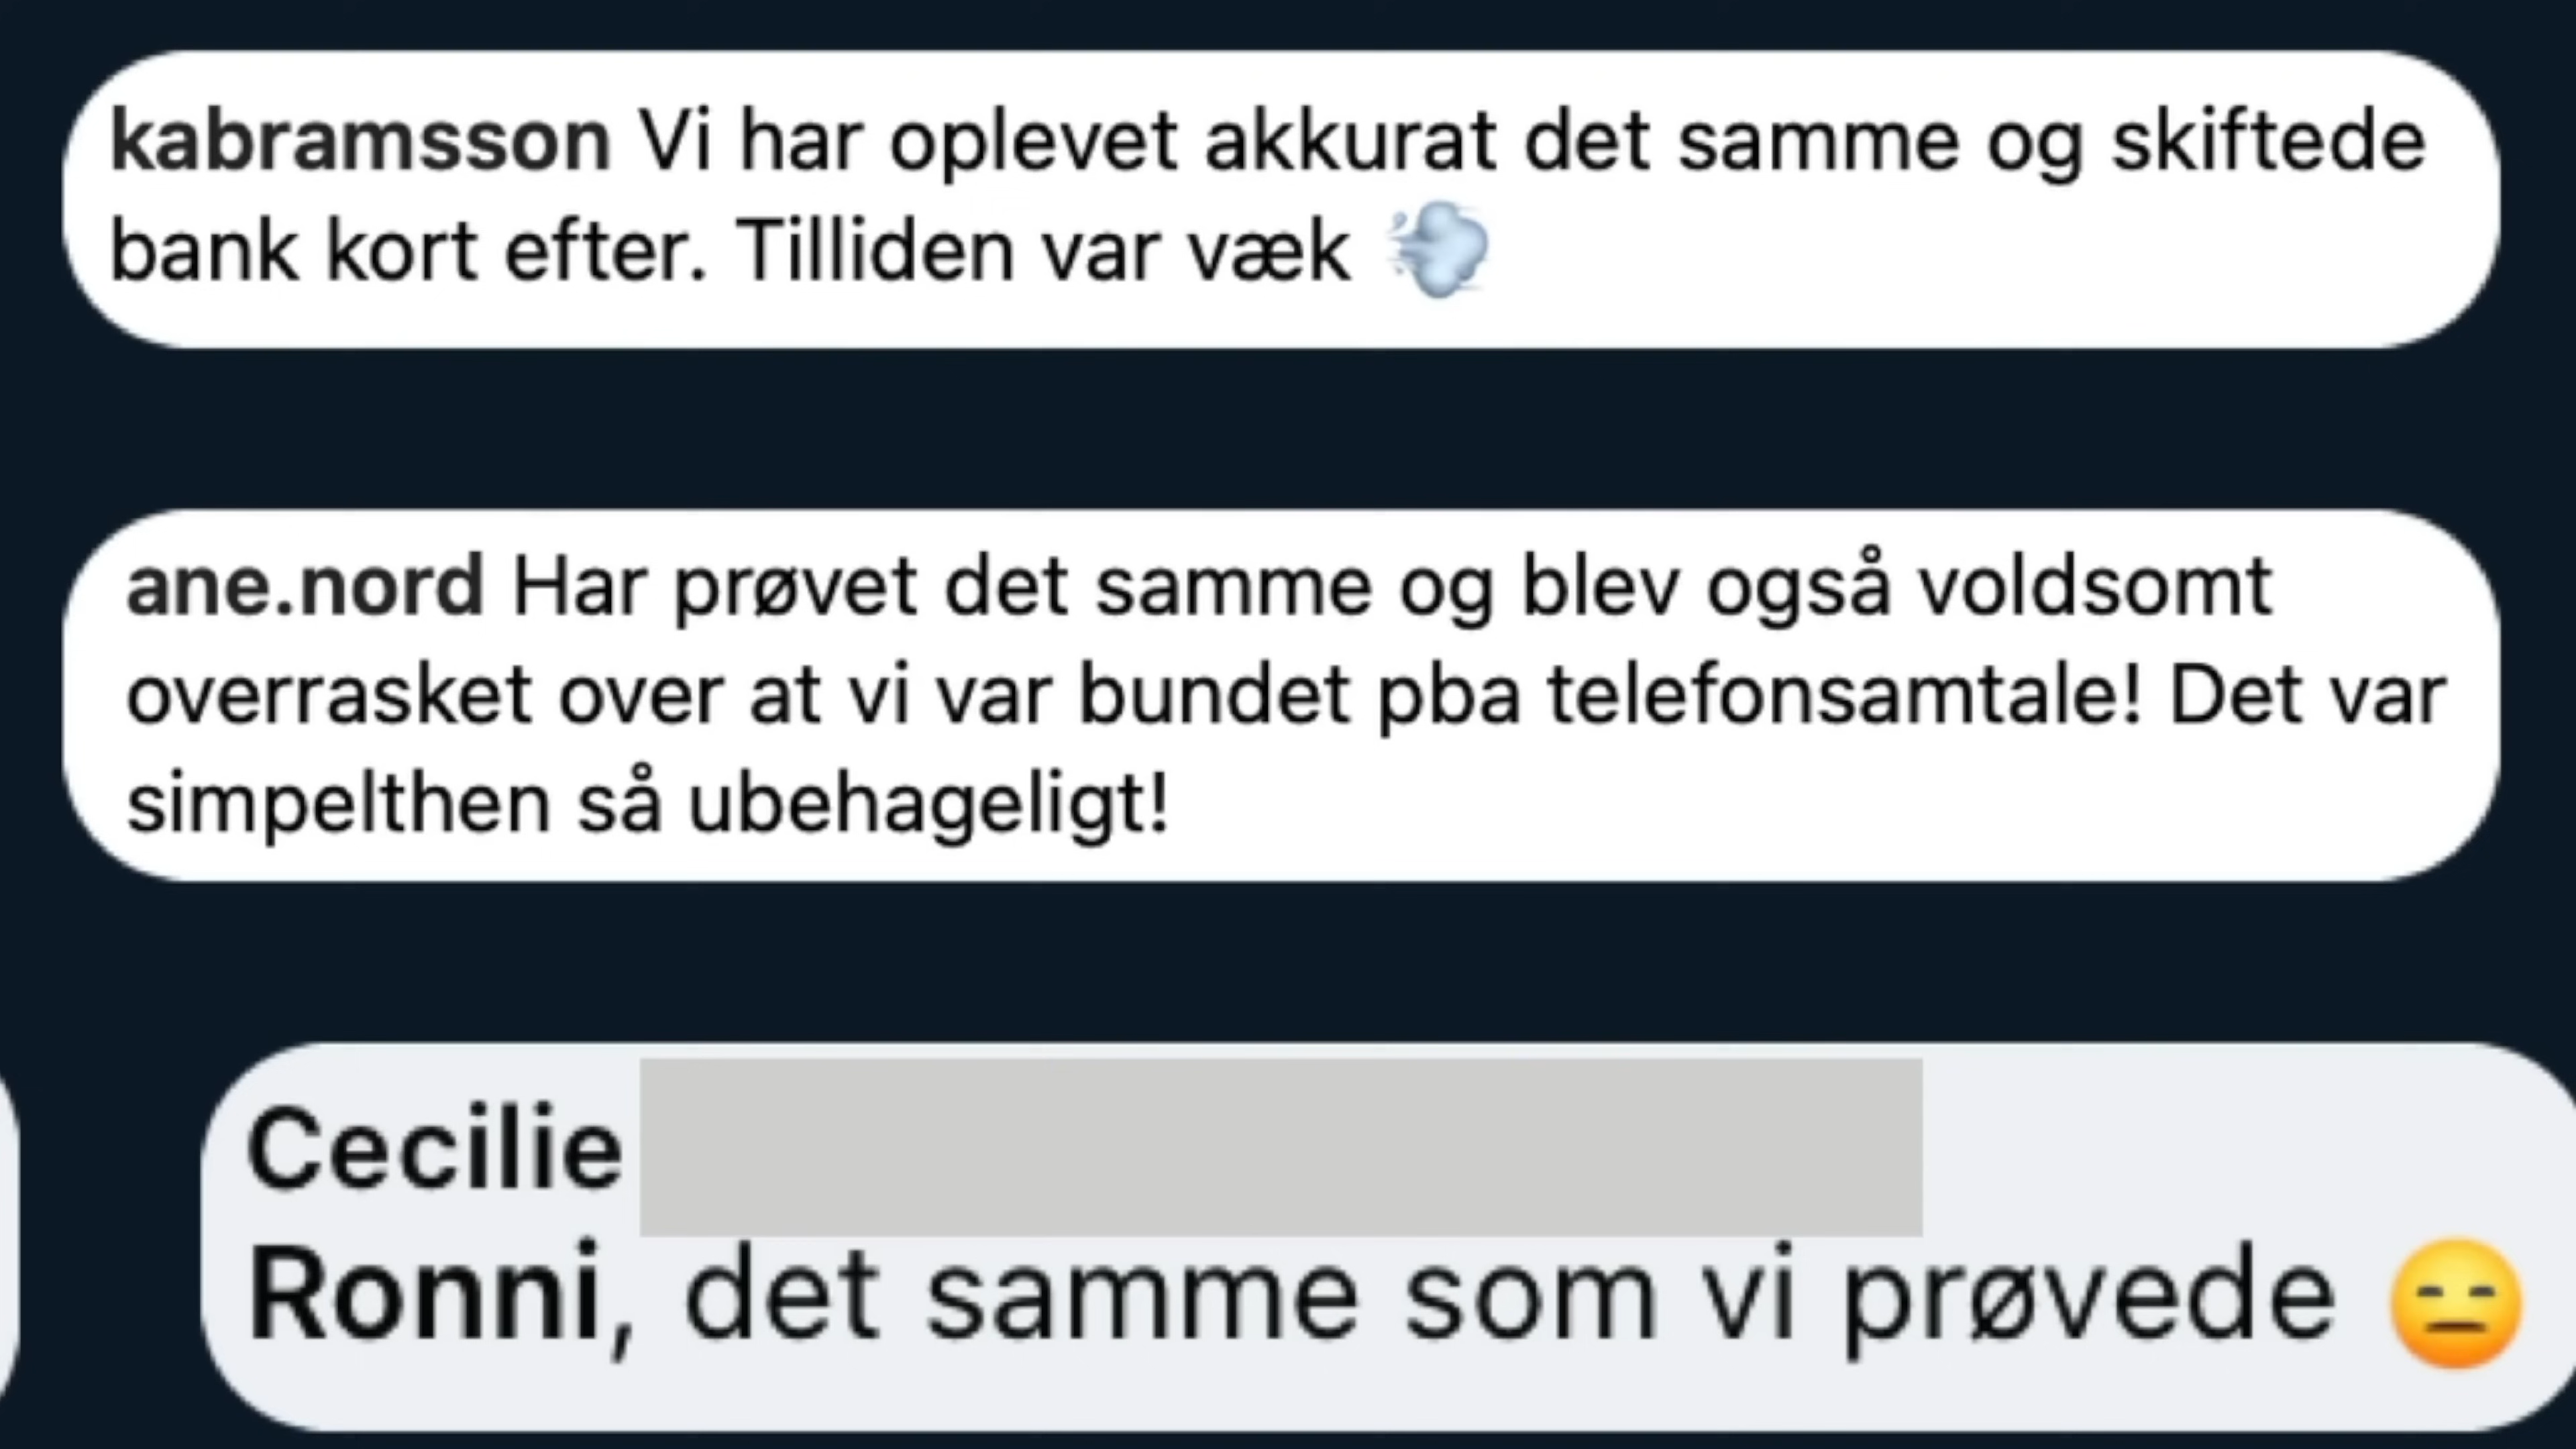 kabramsson Vi har oplevet akkurat det samme og skiftede
bank kort efter. Tilliden var væk 💨
ane.nord Har prøvet det samme og blev også voldsomt
overrasket over at vi var bundet pba telefonsamtale! Det var
simpelthen så ubehageligt!
Cecilie
Ronni, det samme som vi prøvede 😑